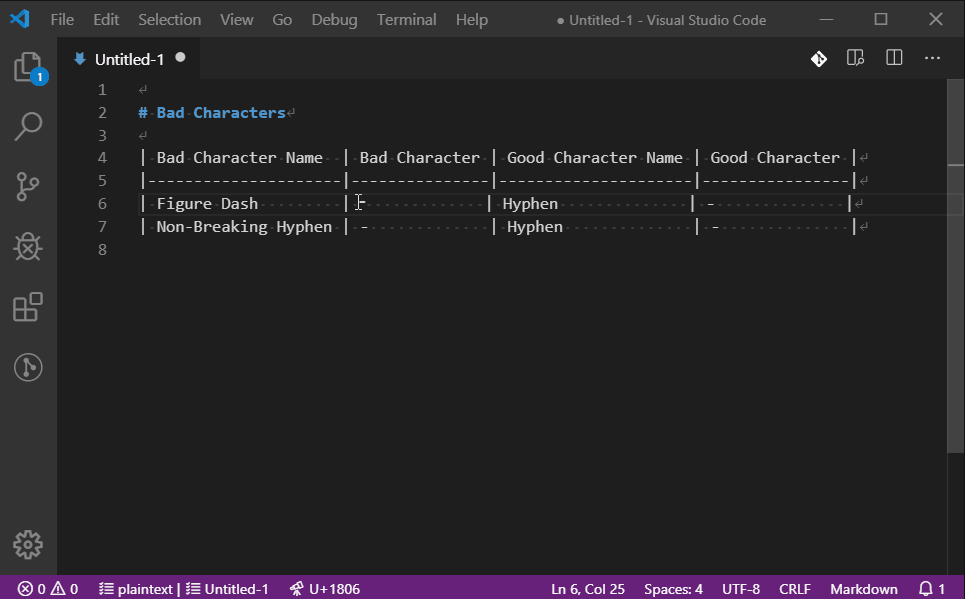 File Edit Selection View Go Debug Terminal Help ● Untitled-1 - Visual Studio Code
1
Untitled-1 ●
1
2 # Bad Characters
3
4 | Bad Character Name | Bad Character | Good Character Name | Good Character |
5 |---------------------|---------------|---------------------|----------------|
6 | Figure Dash | ‒ | Hyphen | - |
7 | Non-Breaking Hyphen | ‑ | Hyphen | - |
8
0 0 plaintext | Untitled-1 U+1806 Ln 6, Col 25 Spaces: 4 UTF-8 CRLF Markdown 1